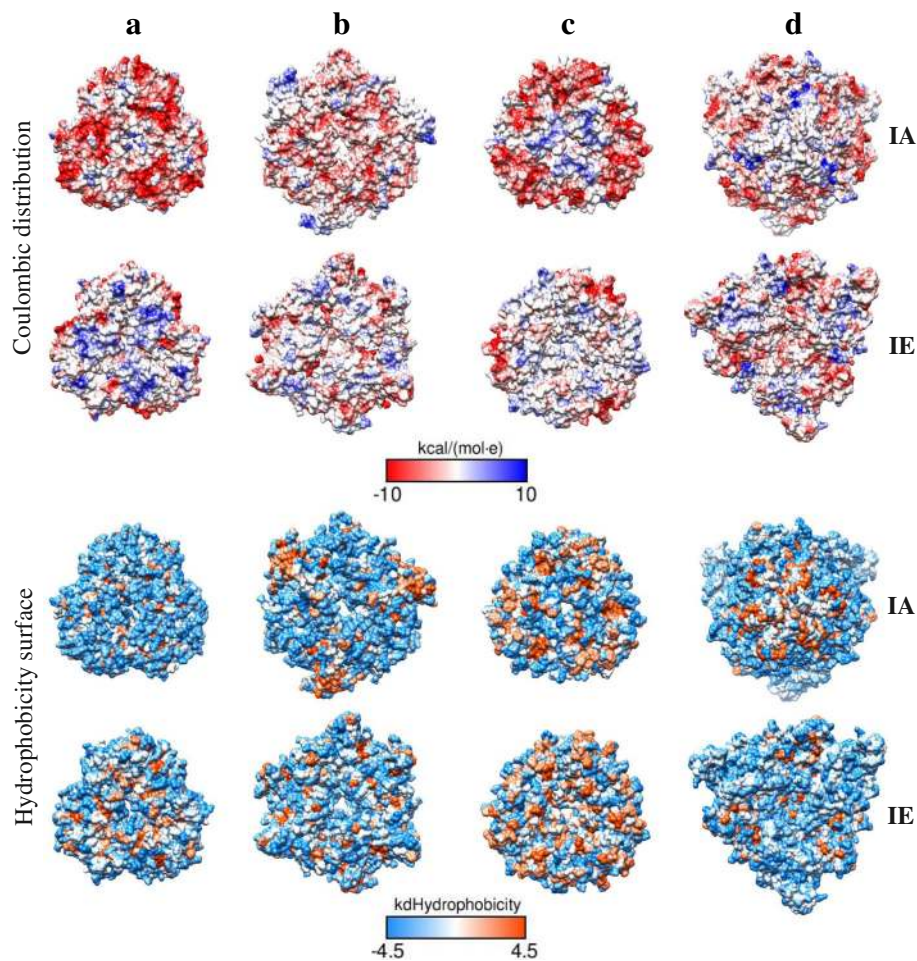 a b c d
Coulombic distribution
IA
IE
kcal/(mol·e)
-10 10
Hydrophobicity surface
IA
IE
kdHydrophobicity
-4.5 4.5